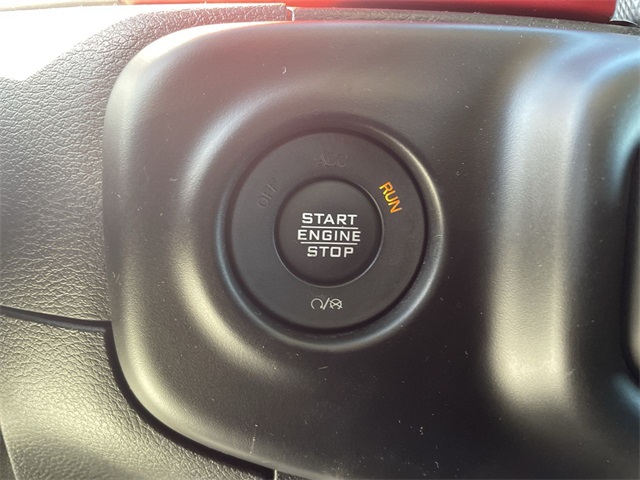 ACC
OFF
RUN
START
ENGINE
STOP